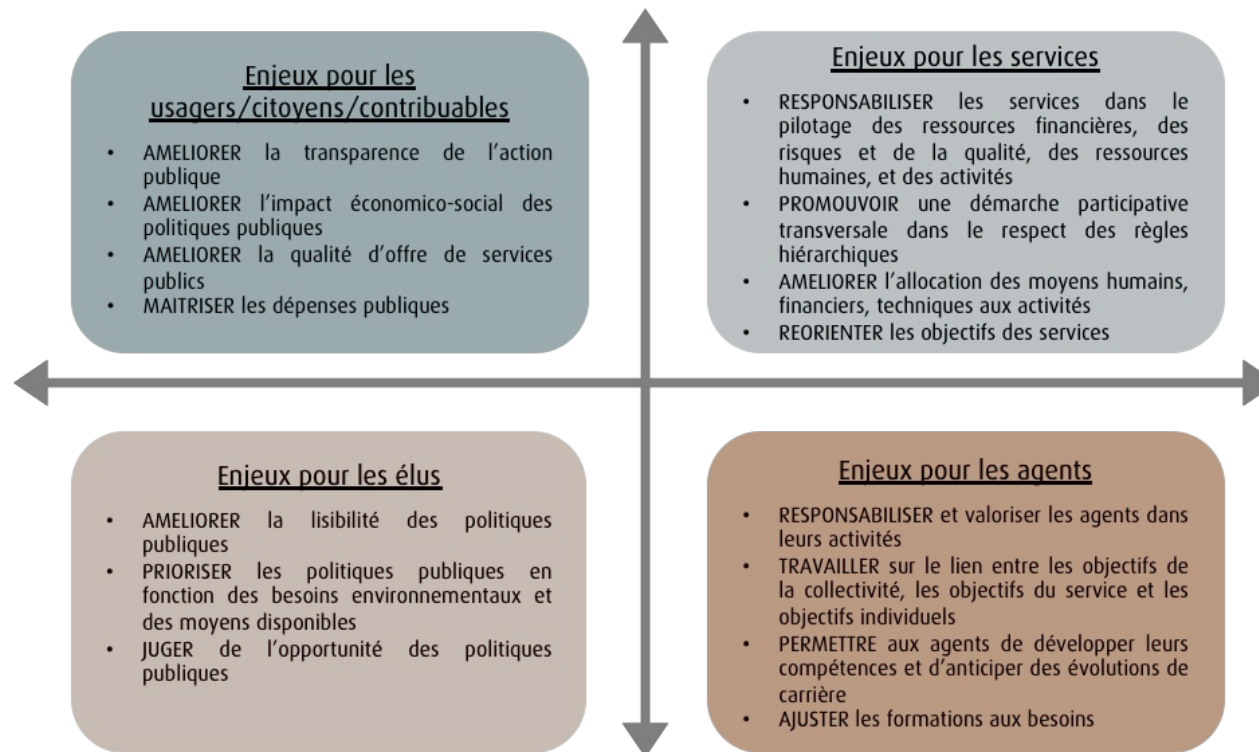 Enjeux pour les
usagers/citoyens/contribuables
• AMELIORER la transparence de l'action
publique
• AMELIORER l'impact économico-social des
politiques publiques
• AMELIORER la qualité d'offre de services
publics
• MAITRISER les dépenses publiques
Enjeux pour les services
• RESPONSABILISER les services dans le
pilotage des ressources financières, des
risques et de la qualité, des ressources
humaines, et des activités
• PROMOUVOIR une démarche participative
transversale dans le respect des règles
hiérarchiques
• AMELIORER l'allocation des moyens humains,
financiers, techniques aux activités
• REORIENTER les objectifs des services
Enjeux pour les élus
• AMELIORER la lisibilité des politiques
publiques
• PRIORISER les politiques publiques en
fonction des besoins environnementaux et
des moyens disponibles
• JUGER de l'opportunité des politiques
publiques
Enjeux pour les agents
• RESPONSABILISER et valoriser les agents dans
leurs activités
• TRAVAILLER sur le lien entre les objectifs de
la collectivité, les objectifs du service et les
objectifs individuels
• PERMETTRE aux agents de développer leurs
compétences et d'anticiper des évolutions de
carrière
• AJUSTER les formations aux besoins